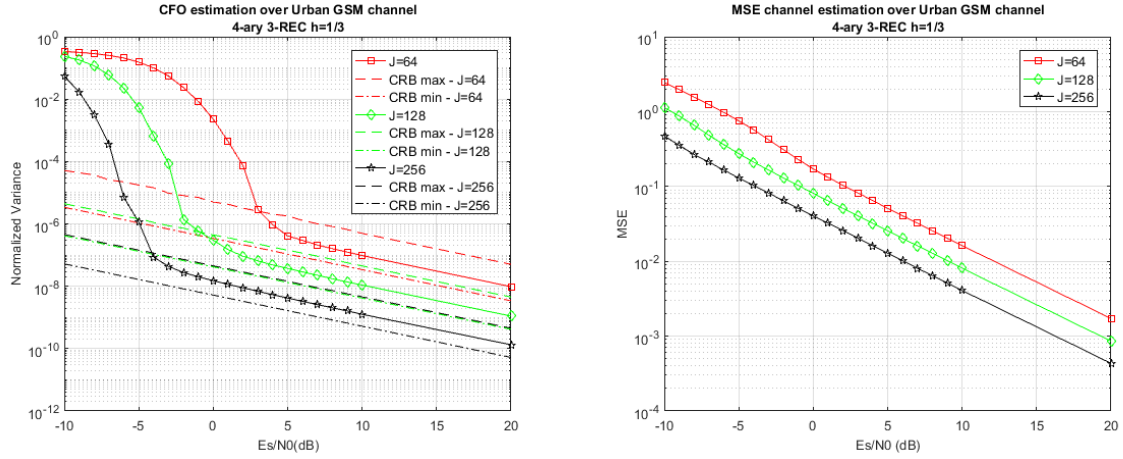 CFO estimation over Urban GSM channel
4-ary 3-REC h=1/3
J=64
CRB max - J=64
CRB min - J=64
J=128
CRB max - J=128
CRB min - J=128
J=256
CRB max - J=256
CRB min - J=256
Normalized Variance
10^0
10^-2
10^-4
10^-6
10^-8
10^-10
10^-12
-10 -5 0 5 10 15 20
Es/N0(dB)
MSE channel estimation over Urban GSM channel
4-ary 3-REC h=1/3
J=64
J=128
J=256
MSE
10^1
10^0
10^-1
10^-2
10^-3
10^-4
-10 -5 0 5 10 15 20
Es/N0 (dB)